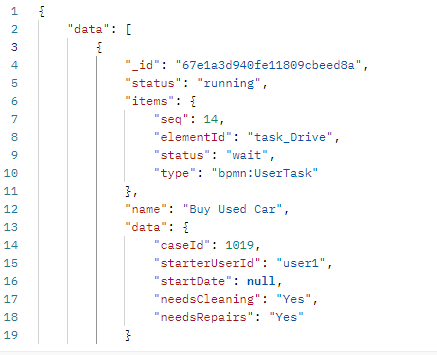 1 {
2 "data": [
3 {
4 "_id": "67e1a3d940fe11809cbeed8a",
5 "status": "running",
6 "items": {
7 "seq": 14,
8 "elementId": "task_Drive",
9 "status": "wait",
10 "type": "bpmn:UserTask"
11 },
12 "name": "Buy Used Car",
13 "data": {
14 "caseId": 1019,
15 "starterUserId": "user1",
16 "startDate": null,
17 "needsCleaning": "Yes",
18 "needsRepairs": "Yes"
19 }